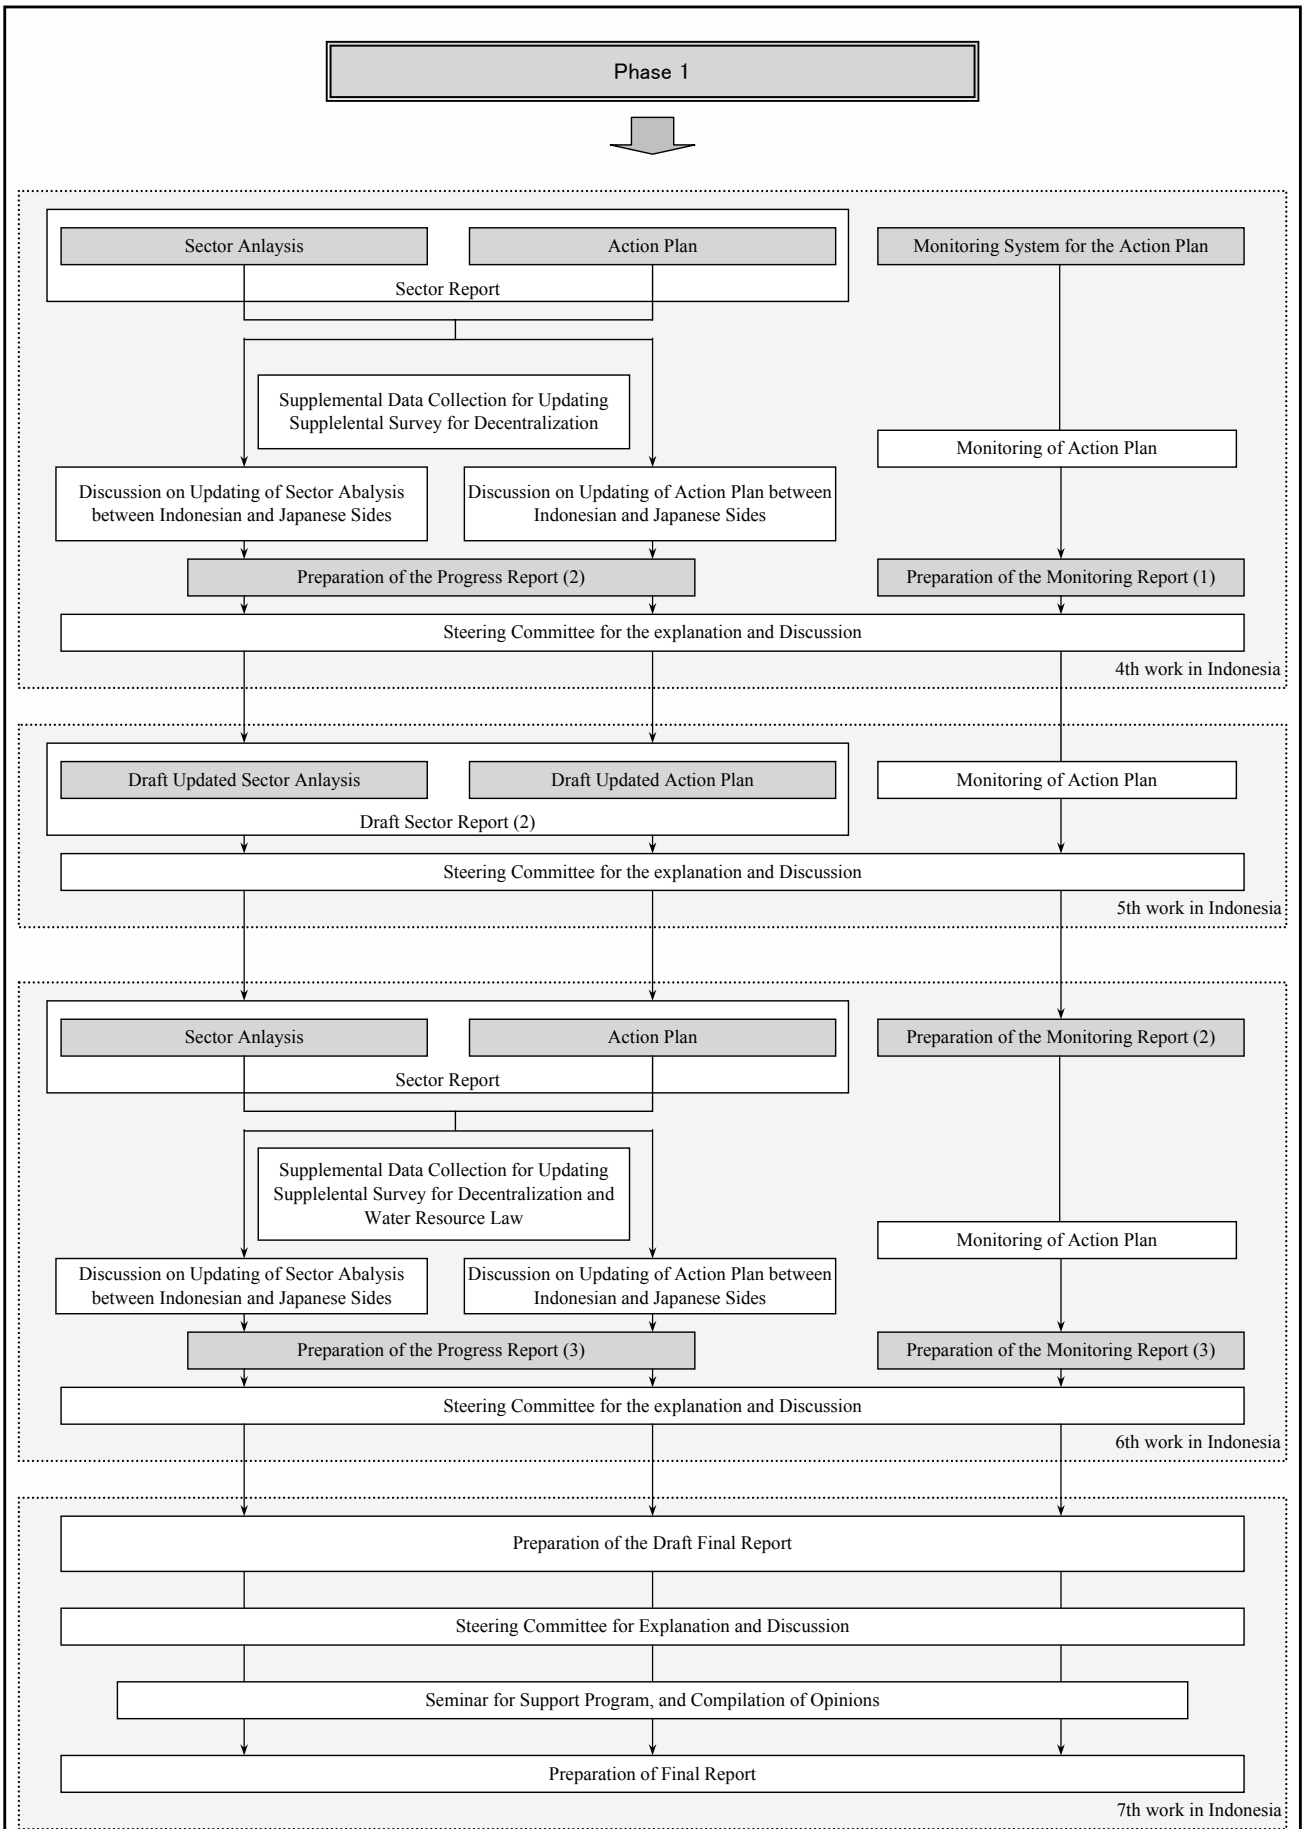 Phase 1
Sector Anlaysis
Action Plan
Monitoring System for the Action Plan
Sector Report
Supplemental Data Collection for Updating
Supplelental Survey for Decentralization
Monitoring of Action Plan
Discussion on Updating of Sector Abalysis
between Indonesian and Japanese Sides
Discussion on Updating of Action Plan between
Indonesian and Japanese Sides
Preparation of the Progress Report (2)
Preparation of the Monitoring Report (1)
Steering Committee for the explanation and Discussion
4th work in Indonesia
Draft Updated Sector Anlaysis
Draft Updated Action Plan
Monitoring of Action Plan
Draft Sector Report (2)
Steering Committee for the explanation and Discussion
5th work in Indonesia
Sector Anlaysis
Action Plan
Preparation of the Monitoring Report (2)
Sector Report
Supplemental Data Collection for Updating
Supplelental Survey for Decentralization and
Water Resource Law
Monitoring of Action Plan
Discussion on Updating of Sector Abalysis
between Indonesian and Japanese Sides
Discussion on Updating of Action Plan between
Indonesian and Japanese Sides
Preparation of the Progress Report (3)
Preparation of the Monitoring Report (3)
Steering Committee for the explanation and Discussion
6th work in Indonesia
Preparation of the Draft Final Report
Steering Committee for Explanation and Discussion
Seminar for Support Program, and Compilation of Opinions
Preparation of Final Report
7th work in Indonesia